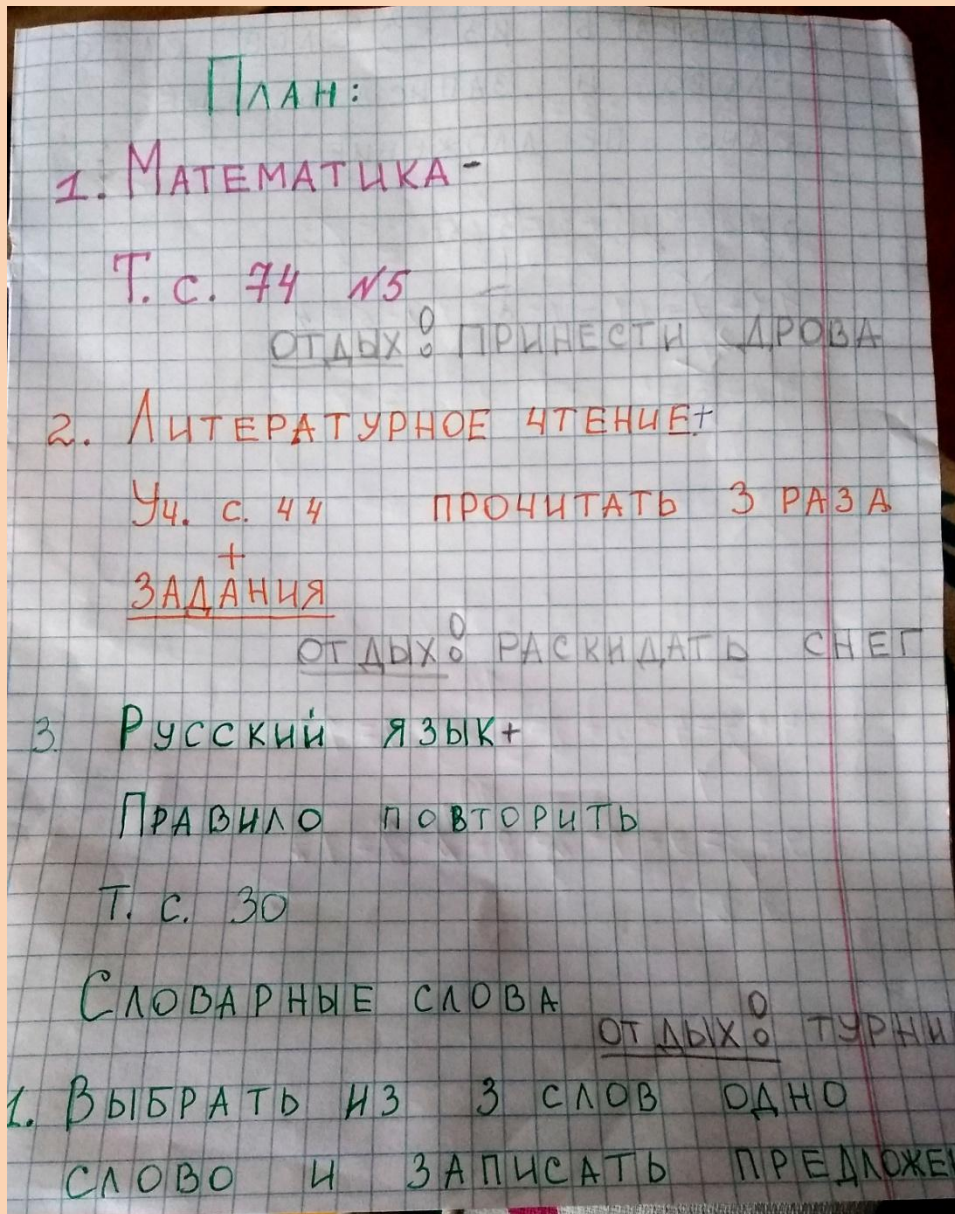 План:
1. Математика -
Т. с. 74 №5
отдых: принести дрова
2. Литературное чтение +
Уч. с. 44 прочитать 3 раза
+
задания
отдых: раскидать снег
3. Русский язык +
Правило повторить
Т. с. 30
Словарные слова
отдых: турни
1. Выбрать из 3 слов одно
слово и записать предложе